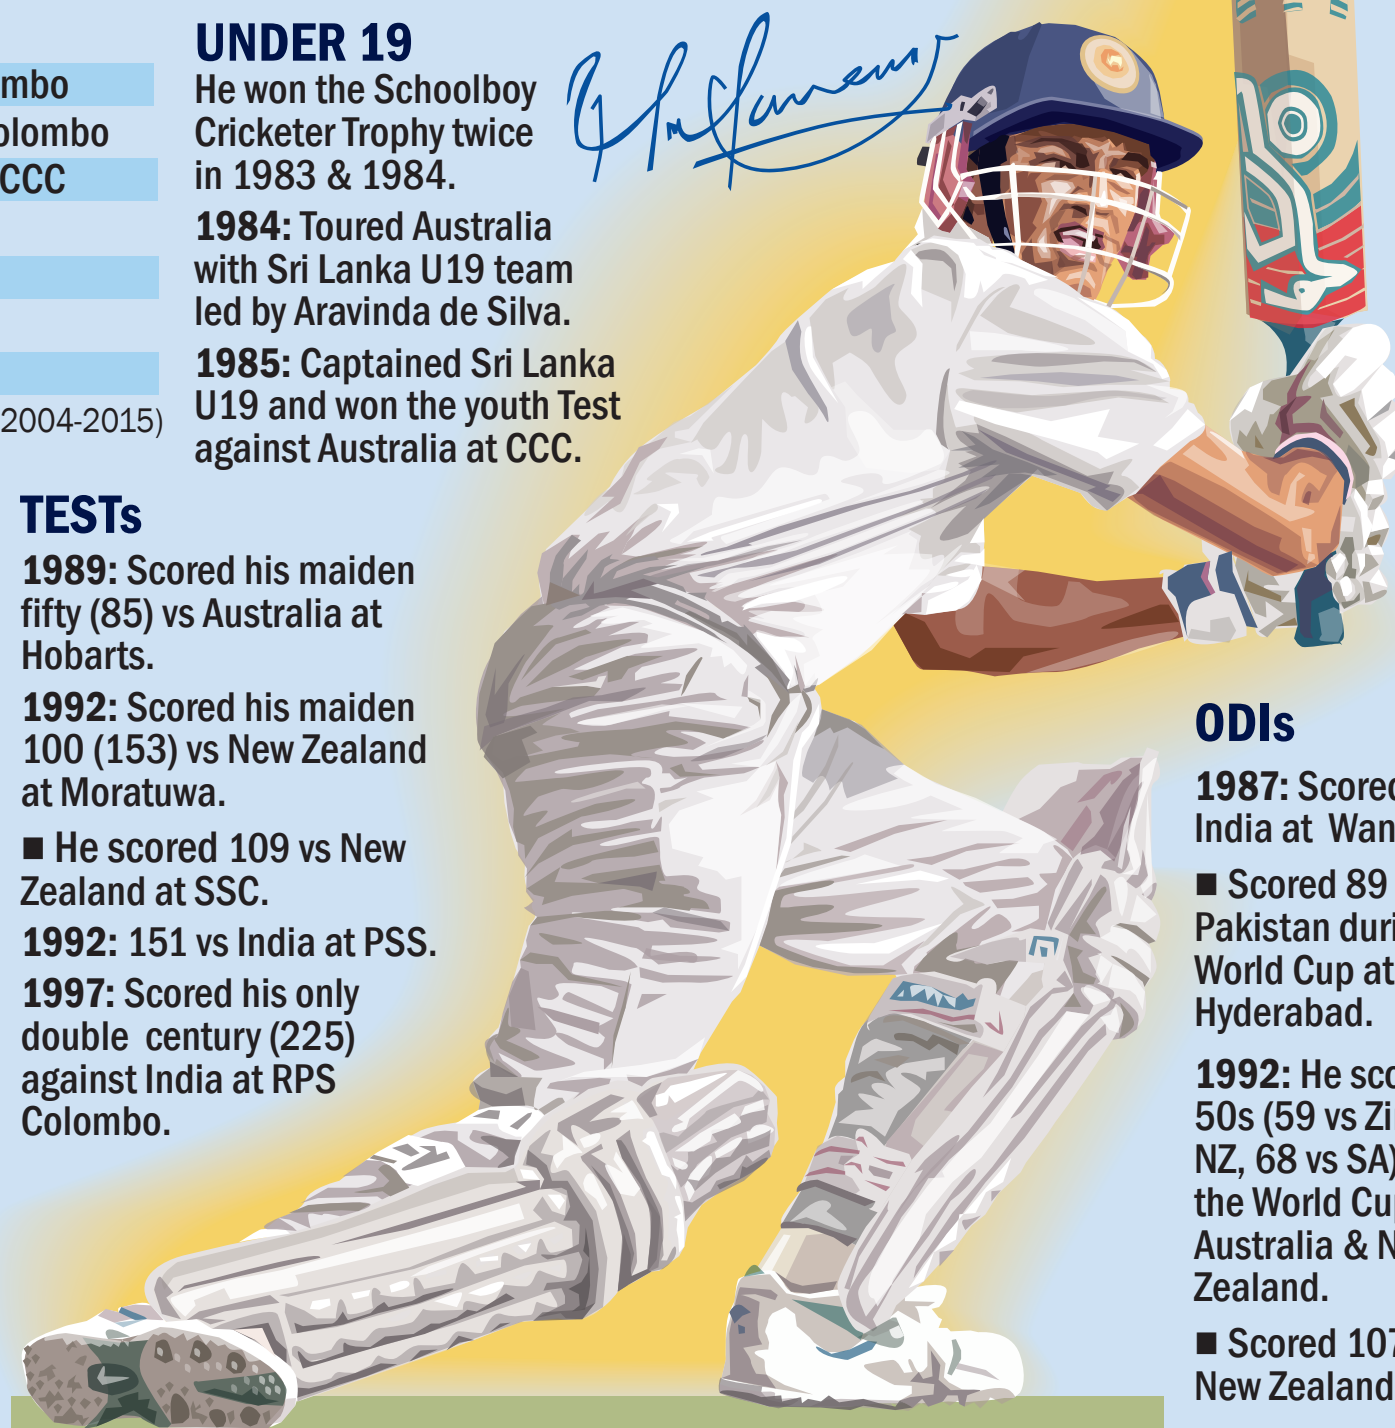 mbo
olombo
CCC
2004-2015)
UNDER 19
He won the Schoolboy
Cricketer Trophy twice
in 1983 & 1984.
1984: Toured Australia
with Sri Lanka U19 team
led by Aravinda de Silva.
1985: Captained Sri Lanka
U19 and won the youth Test
against Australia at CCC.
TESTs
1989: Scored his maiden
fifty (85) vs Australia at
Hobarts.
1992: Scored his maiden
100 (153) vs New Zealand
at Moratuwa.
■ He scored 109 vs New
Zealand at SSC.
1992: 151 vs India at PSS.
1997: Scored his only
double century (225)
against India at RPS
Colombo.
ODIs
1987: Scored
India at Wan
■ Scored 89
Pakistan duri
World Cup at
Hyderabad.
1992: He sco
50s (59 vs Zi
NZ, 68 vs SA)
the World Cup
Australia & N
Zealand.
■ Scored 107
New Zealand